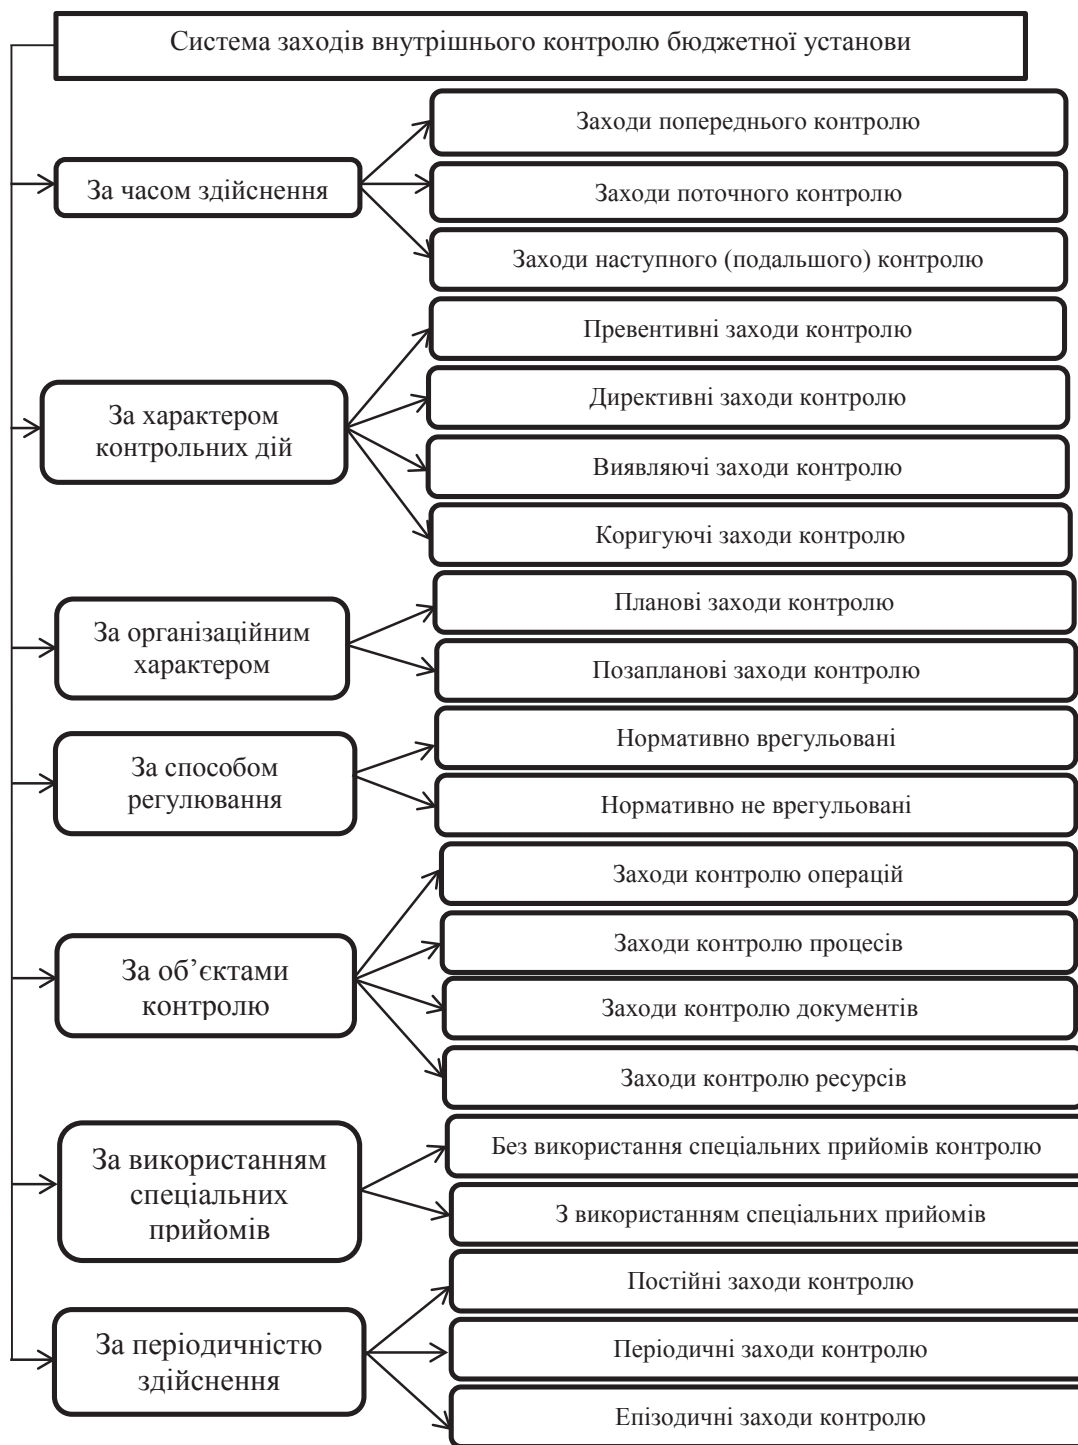 Система заходів внутрішнього контролю бюджетної установи
За часом здійснення
Заходи попереднього контролю
Заходи поточного контролю
Заходи наступного (подальшого) контролю
За характером
контрольних дій
Превентивні заходи контролю
Директивні заходи контролю
Виявляючі заходи контролю
Коригуючі заходи контролю
За організаційним
характером
Планові заходи контролю
Позапланові заходи контролю
За способом
регулювання
Нормативно врегульовані
Нормативно не врегульовані
За об’єктами
контролю
Заходи контролю операцій
Заходи контролю процесів
Заходи контролю документів
Заходи контролю ресурсів
За використанням
спеціальних
прийомів
Без використання спеціальних прийомів контролю
З використанням спеціальних прийомів
За періодичністю
здійснення
Постійні заходи контролю
Періодичні заходи контролю
Епізодичні заходи контролю